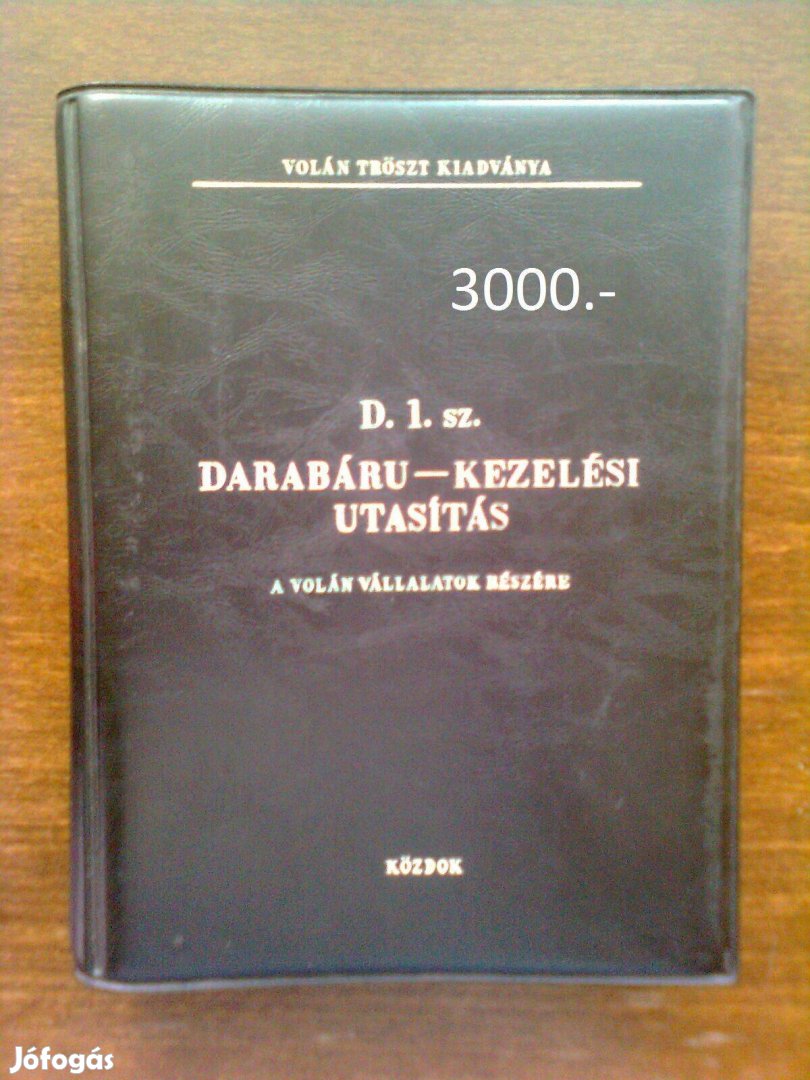 VOLÁN TRÖSZT KIADVÁNYA
3000.-
D. 1. sz.
DARABÁRU—KEZELÉSI
UTASÍTÁS
A VOLÁN VÁLLALATOK RÉSZÉRE
KÖZDOK
Jófogás